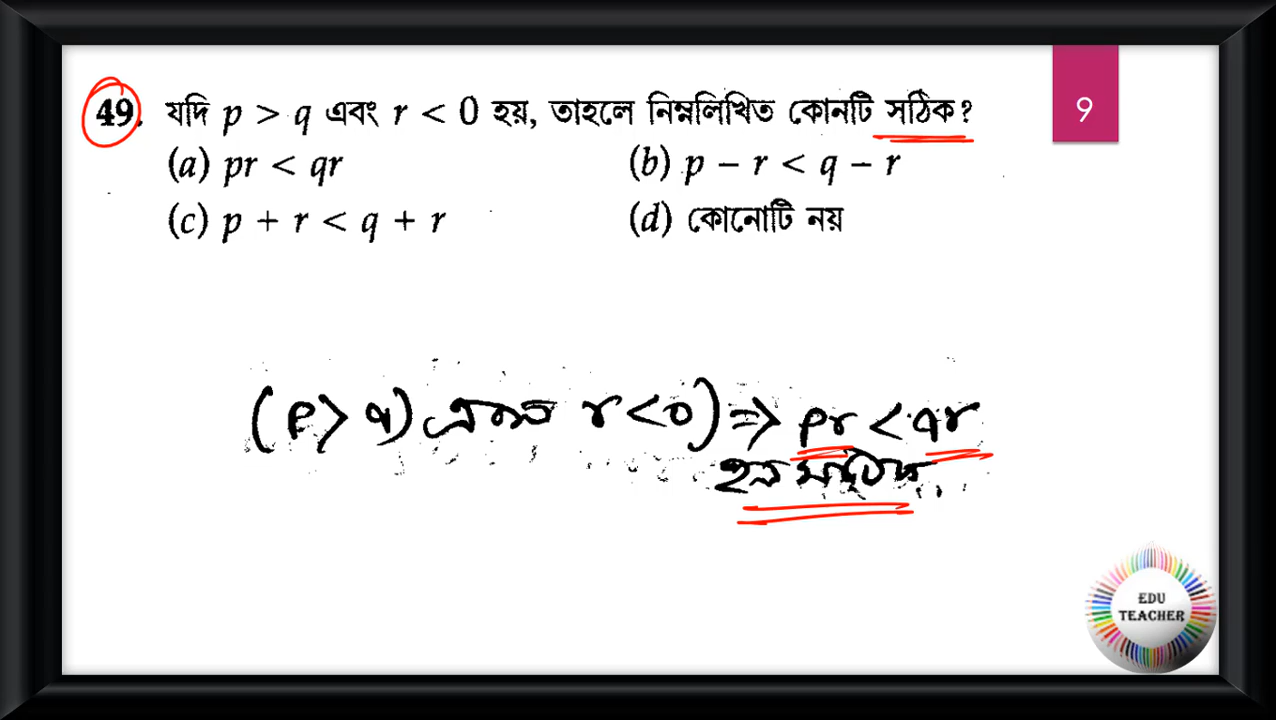 49. যদি p > q এবং r < 0 হয়, তাহলে নিম্নলিখিত কোনটি সঠিক?
9
(a) pr < qr (b) p – r < q – r
(c) p + r < q + r (d) কোনোটি নয়
(p > q) এবং r < 0) ⇒ pr < qr
হল সঠিক
EDU
TEACHER